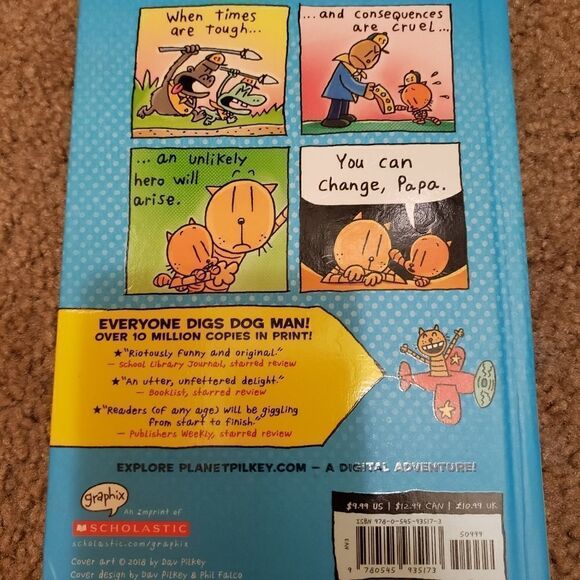 When times
are tough...
...and consequences
are cruel...
...an unlikely
hero will
arise.
You can
change, Papa.
EVERYONE DIGS DOG MAN!
OVER 10 MILLION COPIES IN PRINT!
★"Riotously funny and original."
– School Library Journal, starred review
★"An utter, unfettered delight."
– Booklist, starred review
★"Readers (of any age) will be giggling
from start to finish."
– Publishers Weekly, starred review
EXPLORE PLANETPILKEY.COM – A DIGITAL ADVENTURE!
graphix
An Imprint of
SCHOLASTIC
scholastic.com/graphix
Cover art © 2018 by Dav Pilkey
Cover design by Dav Pilkey & Phil Falco
$9.99 US | $12.99 CAN | £10.99 UK
ISBN 978-0-545-93517-3
50999
9 780545 935173